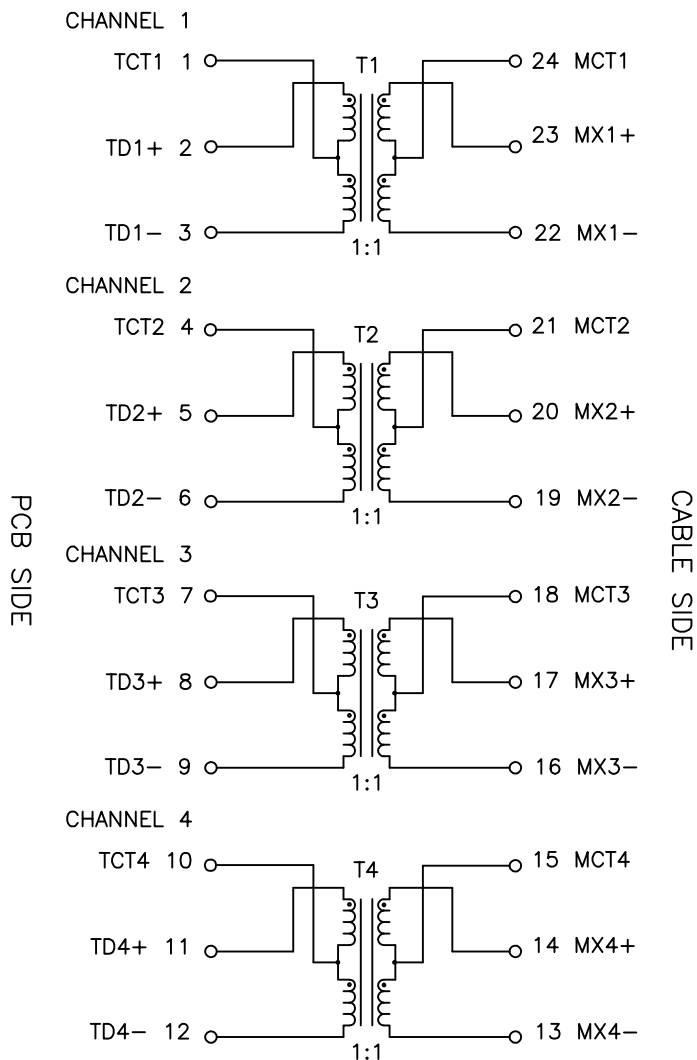 CHANNEL 1
TCT1 1
T1
24 MCT1
TD1+ 2
23 MX1+
TD1− 3
22 MX1−
1:1
CHANNEL 2
TCT2 4
T2
21 MCT2
TD2+ 5
20 MX2+
TD2− 6
19 MX2−
1:1
PCB SIDE
CABLE SIDE
CHANNEL 3
TCT3 7
T3
18 MCT3
TD3+ 8
17 MX3+
TD3− 9
16 MX3−
1:1
CHANNEL 4
TCT4 10
T4
15 MCT4
TD4+ 11
14 MX4+
TD4− 12
13 MX4−
1:1